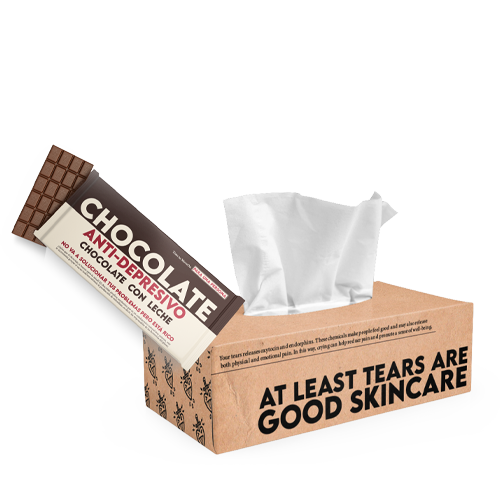 CHOCOLATE
ANTI-DEPRESIVO
CHOCOLATE CON LECHE
NO VA A SOLUCIONAR TUS PROBLEMAS PERO ESTÁ RICO
Your tears releases oxytocin and endorphins. These chemicals make people feel good and may also relieve
both physical and emotional pain. In this way, crying can help reduce pain and promote a sense of well-being.
AT LEAST TEARS ARE
GOOD SKINCARE